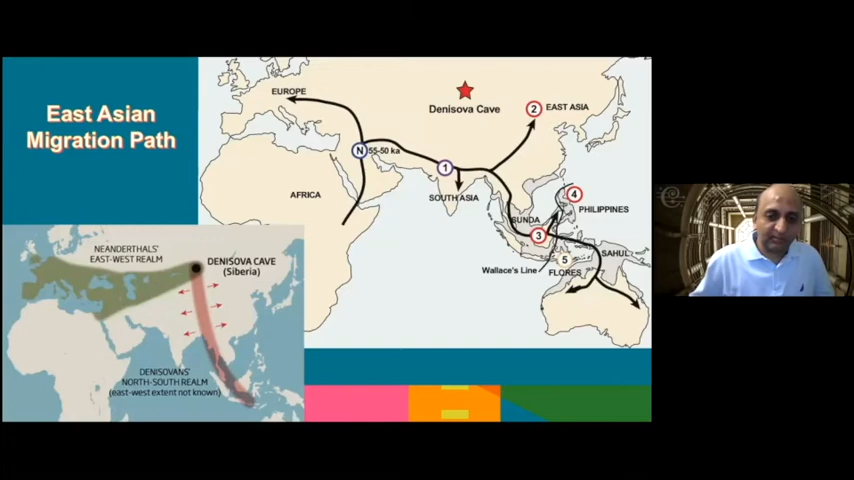 East Asian
Migration Path
EUROPE
Denisova Cave
2 EAST ASIA
N 55-50 ka
1
AFRICA
SOUTH ASIA
4
PHILIPPINES
SUNDA
3
SAHUL
5
Wallace's Line
FLORES
NEANDERTHALS'
EAST-WEST REALM
DENISOVA CAVE
(Siberia)
DENISOVANS'
NORTH-SOUTH REALM
(east-west extent not known)